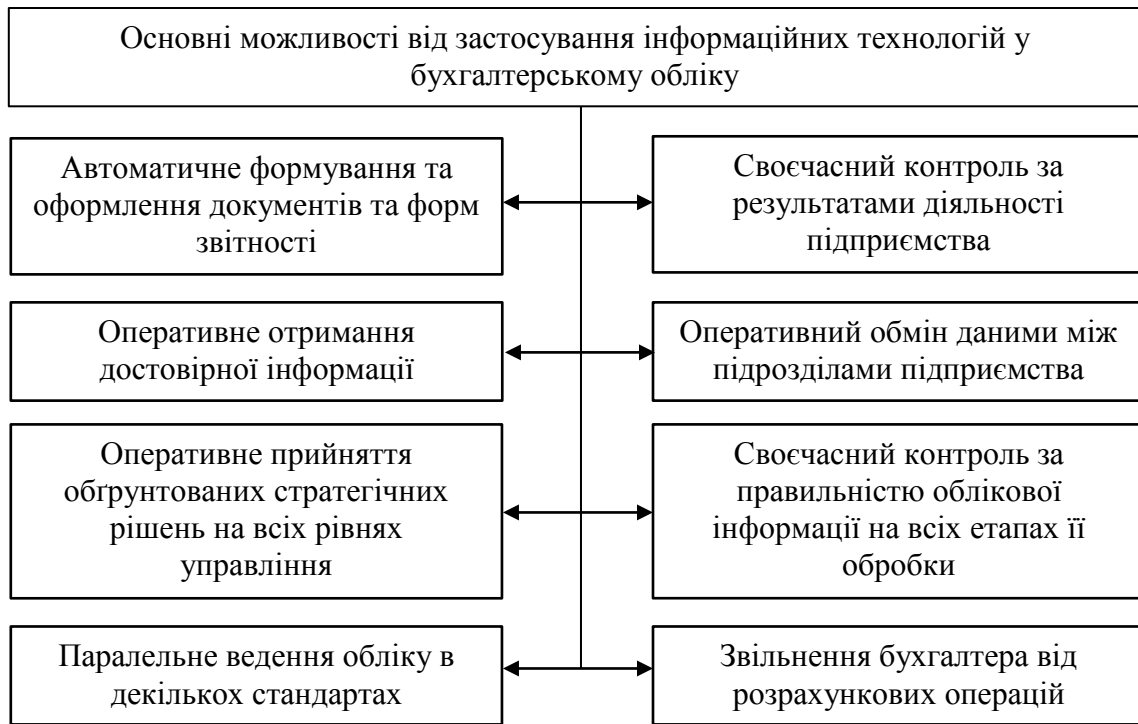 Основні можливості від застосування інформаційних технологій у
бухгалтерському обліку
Автоматичне формування та
оформлення документів та форм
звітності
Своєчасний контроль за
результатами діяльності
підприємства
Оперативне отримання
достовірної інформації
Оперативний обмін даними між
підрозділами підприємства
Оперативне прийняття
обґрунтованих стратегічних
рішень на всіх рівнях
управління
Своєчасний контроль за
правильністю облікової
інформації на всіх етапах її
обробки
Паралельне ведення обліку в
декількох стандартах
Звільнення бухгалтера від
розрахункових операцій